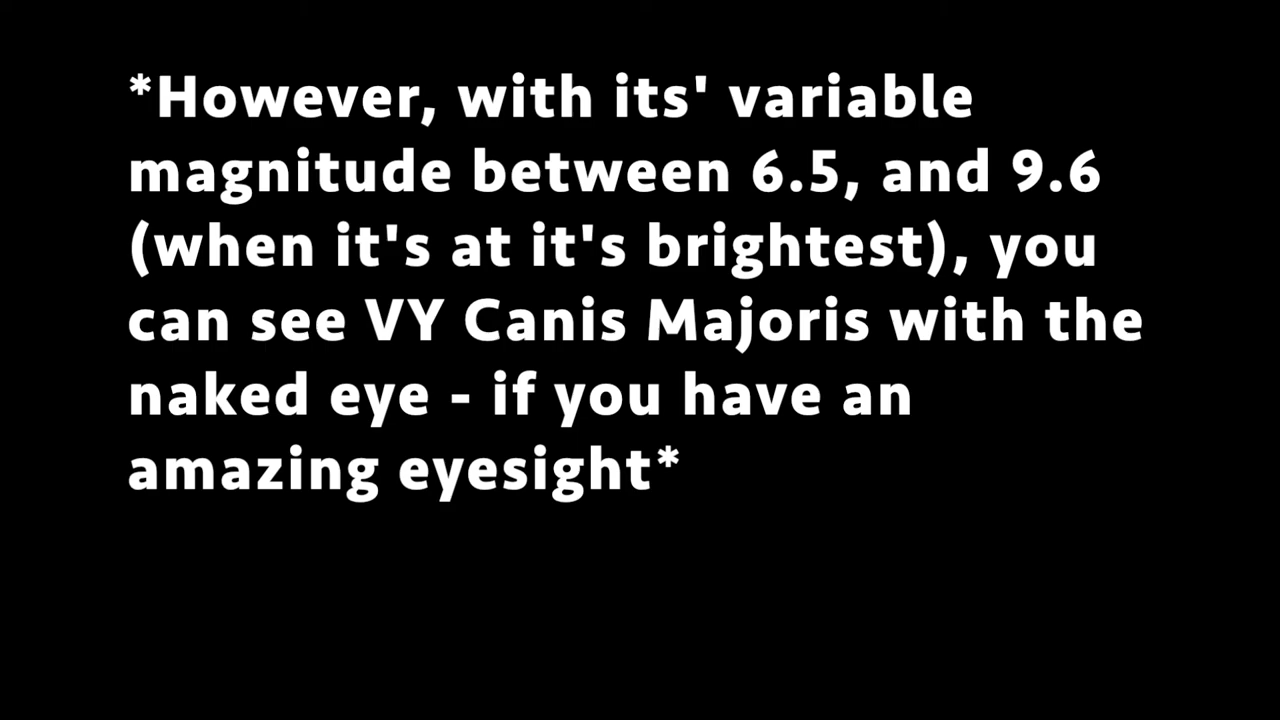 *However, with its' variable
magnitude between 6.5, and 9.6
(when it's at it's brightest), you
can see VY Canis Majoris with the
naked eye - if you have an
amazing eyesight*